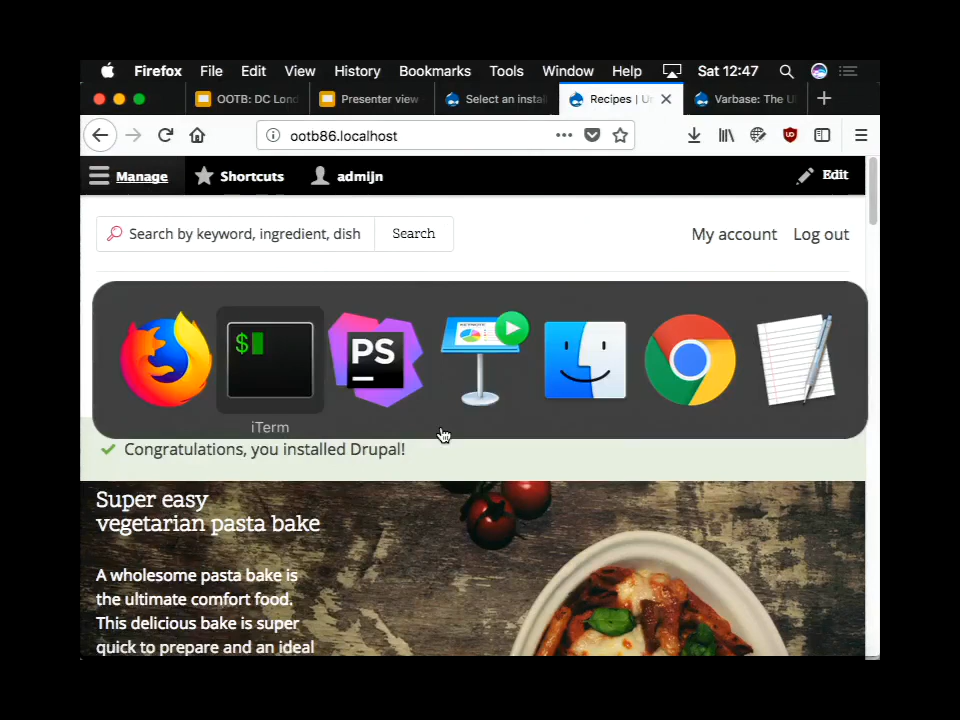 Firefox File Edit View History Bookmarks Tools Window Help Sat 12:47
OOTB: DC Lond Presenter view Select an instal Recipes | U Varbase: The U
ootb86.localhost
Manage Shortcuts admijn Edit
Search by keyword, ingredient, dish Search My account Log out
$
PS
iTerm
Congratulations, you installed Drupal!
Super easy
vegetarian pasta bake
A wholesome pasta bake is
the ultimate comfort food.
This delicious bake is super
quick to prepare and an ideal